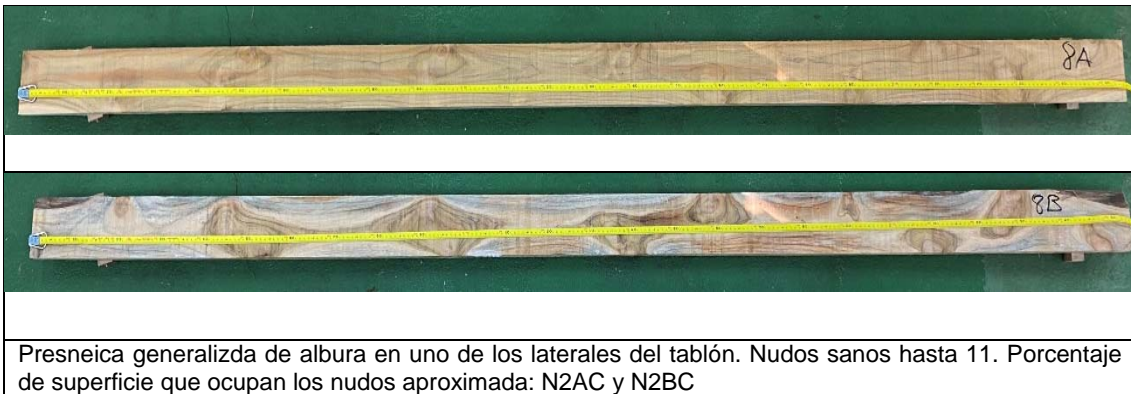 8A
8B
Presneica generalizda de albura en uno de los laterales del tablón. Nudos sanos hasta 11. Porcentaje
de superficie que ocupan los nudos aproximada: N2AC y N2BC